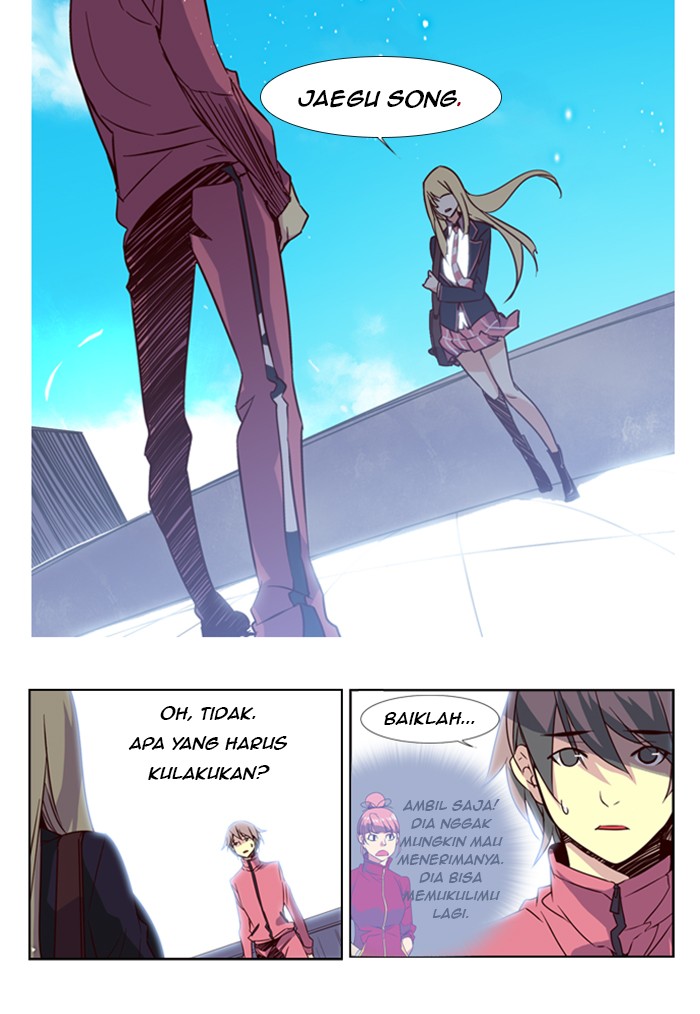 JAEGU SONG.
OH, TIDAK.
APA YANG HARUS
KULAKUKAN?
BAIKLAH...
AMBIL SAJA!
DIA NGGAK
MUNGKIN MAU
MENERIMANYA.
DIA BISA
MEMUKULIMU
LAGI.